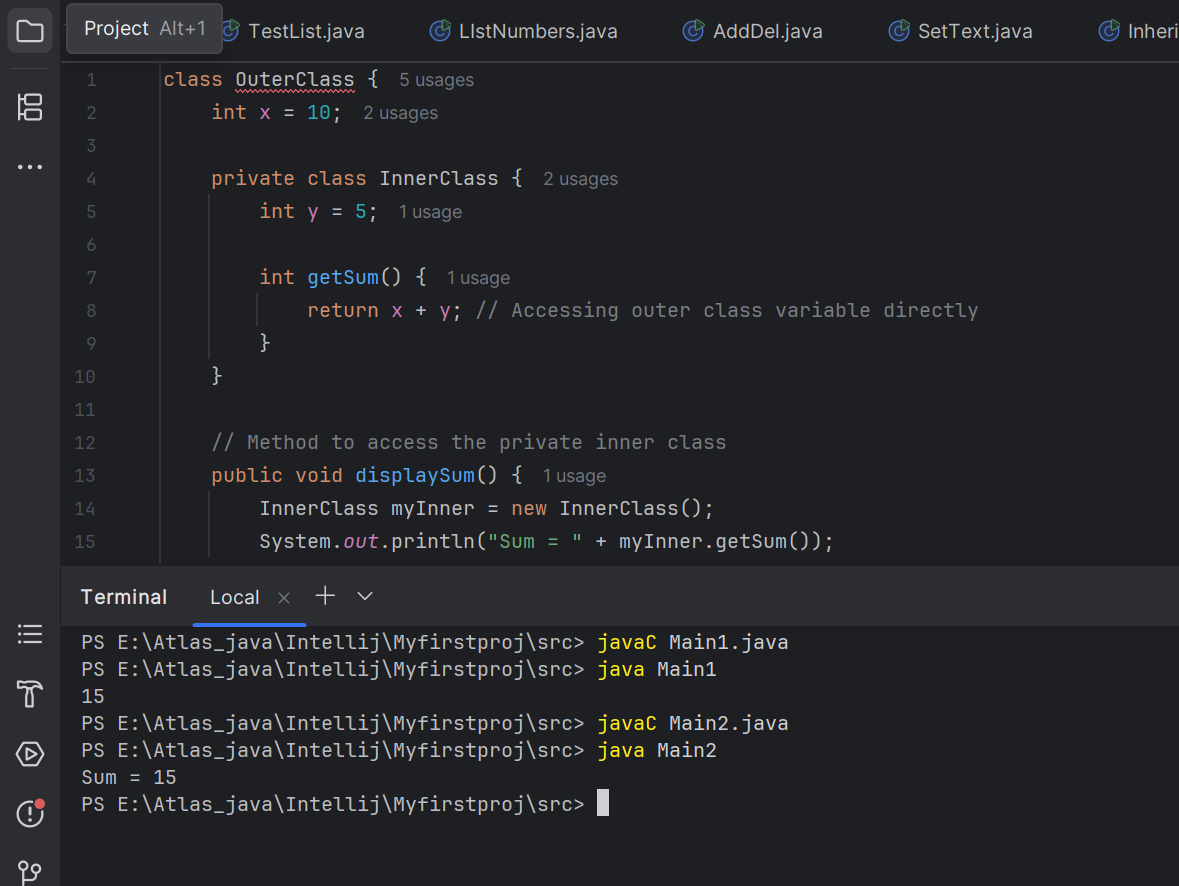 Project Alt+1 TestList.java LIstNumbers.java AddDel.java SetText.java Inheri
1 class OuterClass { 5 usages
2 int x = 10; 2 usages
3
4 private class InnerClass { 2 usages
5 int y = 5; 1 usage
6
7 int getSum() { 1 usage
8 return x + y; // Accessing outer class variable directly
9 }
10 }
11
12 // Method to access the private inner class
13 public void displaySum() { 1 usage
14 InnerClass myInner = new InnerClass();
15 System.out.println("Sum = " + myInner.getSum());
Terminal Local
PS E:\Atlas_java\Intellij\Myfirstproj\src> javaC Main1.java
PS E:\Atlas_java\Intellij\Myfirstproj\src> java Main1
15
PS E:\Atlas_java\Intellij\Myfirstproj\src> javaC Main2.java
PS E:\Atlas_java\Intellij\Myfirstproj\src> java Main2
Sum = 15
PS E:\Atlas_java\Intellij\Myfirstproj\src>